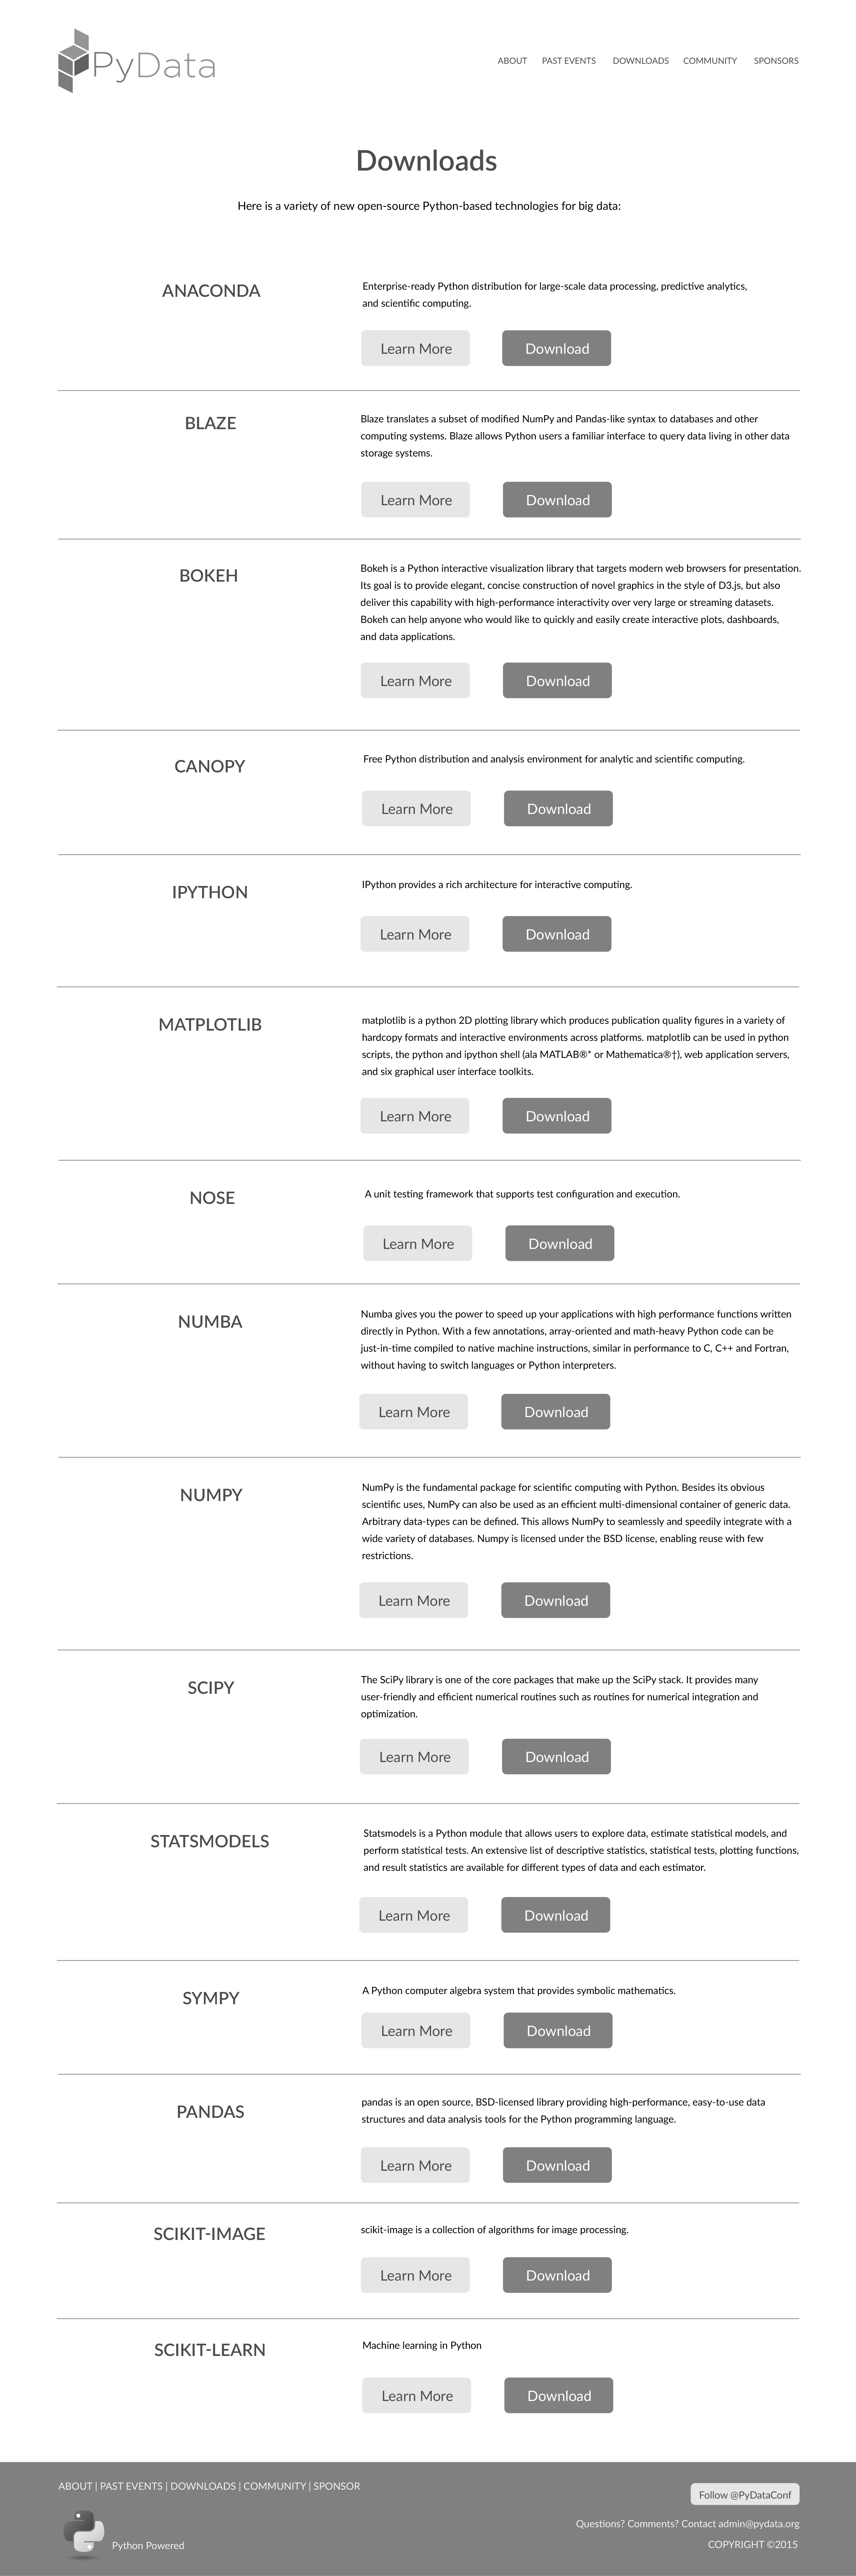 PyData
ABOUT PAST EVENTS DOWNLOADS COMMUNITY SPONSORS
Downloads
Here is a variety of new open-source Python-based technologies for big data:
ANACONDA
Enterprise-ready Python distribution for large-scale data processing, predictive analytics,
and scientific computing.
Learn More Download
BLAZE
Blaze translates a subset of modified NumPy and Pandas-like syntax to databases and other
computing systems. Blaze allows Python users a familiar interface to query data living in other data
storage systems.
Learn More Download
BOKEH
Bokeh is a Python interactive visualization library that targets modern web browsers for presentation.
Its goal is to provide elegant, concise construction of novel graphics in the style of D3.js, but also
deliver this capability with high-performance interactivity over very large or streaming datasets.
Bokeh can help anyone who would like to quickly and easily create interactive plots, dashboards,
and data applications.
Learn More Download
CANOPY
Free Python distribution and analysis environment for analytic and scientific computing.
Learn More Download
IPYTHON
IPython provides a rich architecture for interactive computing.
Learn More Download
MATPLOTLIB
matplotlib is a python 2D plotting library which produces publication quality figures in a variety of
hardcopy formats and interactive environments across platforms. matplotlib can be used in python
scripts, the python and ipython shell (ala MATLAB®* or Mathematica®†), web application servers,
and six graphical user interface toolkits.
Learn More Download
NOSE
A unit testing framework that supports test configuration and execution.
Learn More Download
NUMBA
Numba gives you the power to speed up your applications with high performance functions written
directly in Python. With a few annotations, array-oriented and math-heavy Python code can be
just-in-time compiled to native machine instructions, similar in performance to C, C++ and Fortran,
without having to switch languages or Python interpreters.
Learn More Download
NUMPY
NumPy is the fundamental package for scientific computing with Python. Besides its obvious
scientific uses, NumPy can also be used as an efficient multi-dimensional container of generic data.
Arbitrary data-types can be defined. This allows NumPy to seamlessly and speedily integrate with a
wide variety of databases. Numpy is licensed under the BSD license, enabling reuse with few
restrictions.
Learn More Download
SCIPY
The SciPy library is one of the core packages that make up the SciPy stack. It provides many
user-friendly and efficient numerical routines such as routines for numerical integration and
optimization.
Learn More Download
STATSMODELS
Statsmodels is a Python module that allows users to explore data, estimate statistical models, and
perform statistical tests. An extensive list of descriptive statistics, statistical tests, plotting functions,
and result statistics are available for different types of data and each estimator.
Learn More Download
SYMPY
A Python computer algebra system that provides symbolic mathematics.
Learn More Download
PANDAS
pandas is an open source, BSD-licensed library providing high-performance, easy-to-use data
structures and data analysis tools for the Python programming language.
Learn More Download
SCIKIT-IMAGE
scikit-image is a collection of algorithms for image processing.
Learn More Download
SCIKIT-LEARN
Machine learning in Python
Learn More Download
ABOUT | PAST EVENTS | DOWNLOADS | COMMUNITY | SPONSOR
Follow @PyDataConf
Questions? Comments? Contact admin@pydata.org
Python Powered
COPYRIGHT ©2015